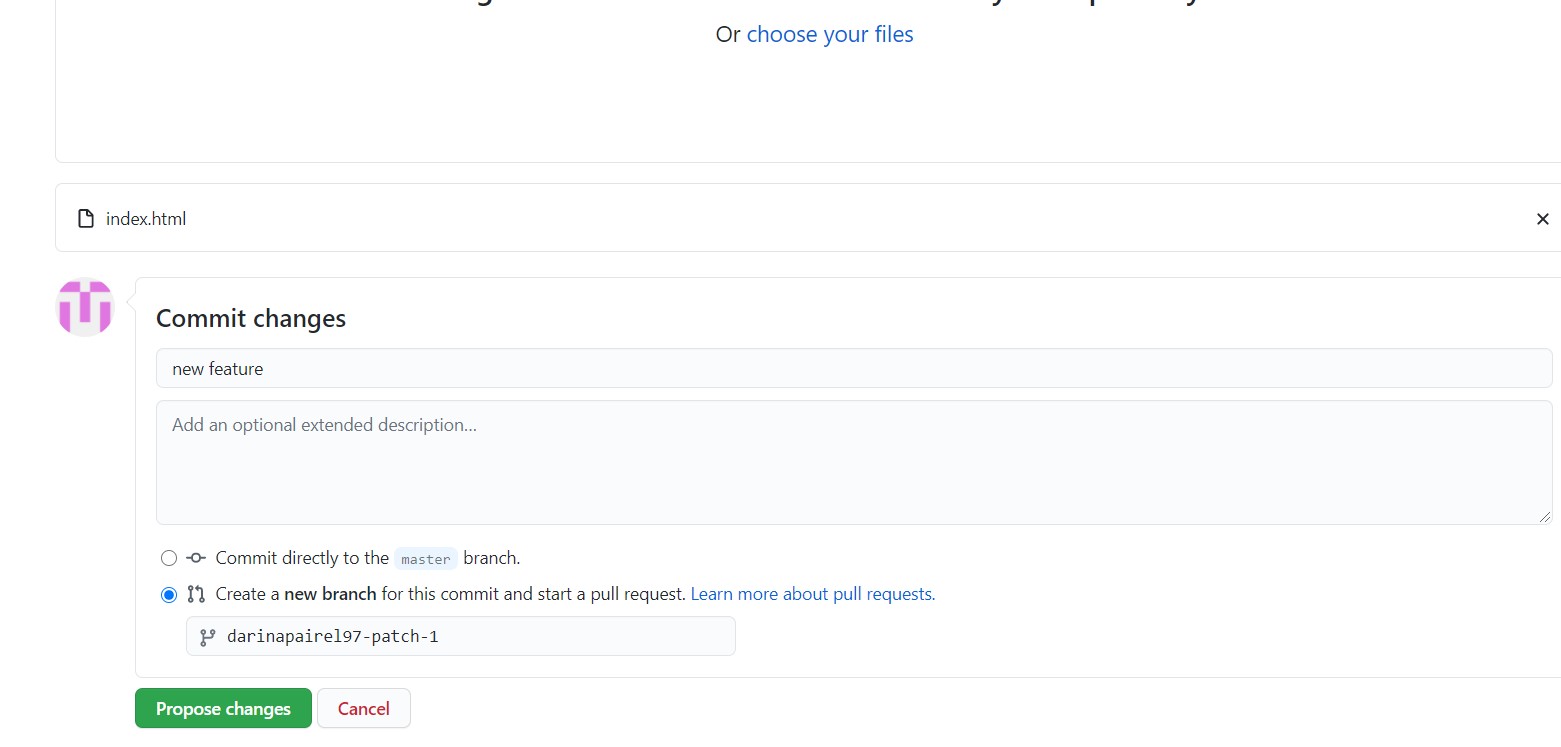 Or choose your files
index.html
Commit changes
new feature
Add an optional extended description...
Commit directly to the master branch.
Create a new branch for this commit and start a pull request. Learn more about pull requests.
darinapairel97-patch-1
Propose changes Cancel